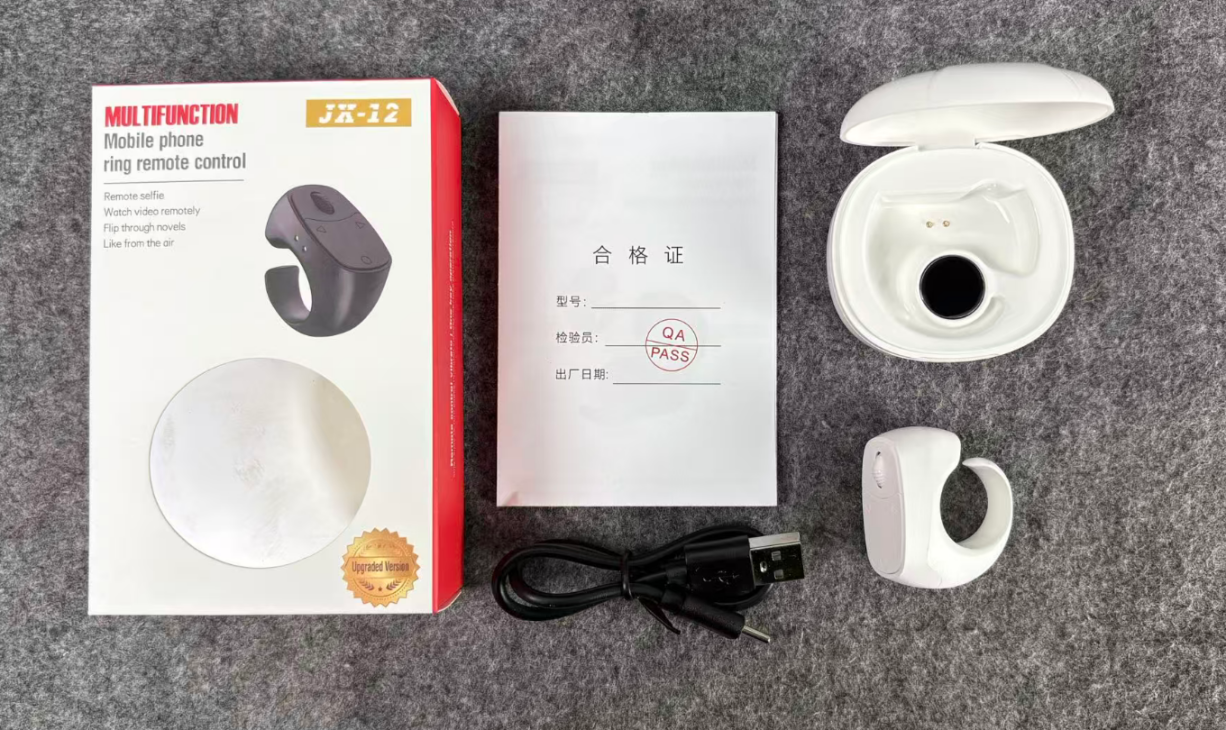 MULTIFUNCTION
JX-12
Mobile phone
ring remote control
Remote selfie
Watch video remotely
Flip through novels
Like from the air
Upgraded Version
合格证
型号:
检验员:
出厂日期:
QA
PASS